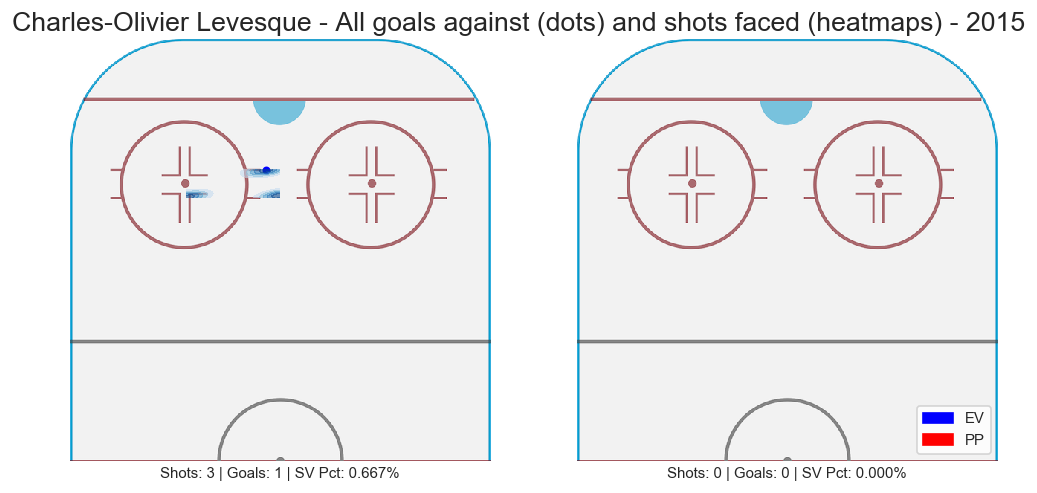 Charles-Olivier Levesque - All goals against (dots) and shots faced (heatmaps) - 2015
EV
PP
Shots: 3 | Goals: 1 | SV Pct: 0.667%
Shots: 0 | Goals: 0 | SV Pct: 0.000%